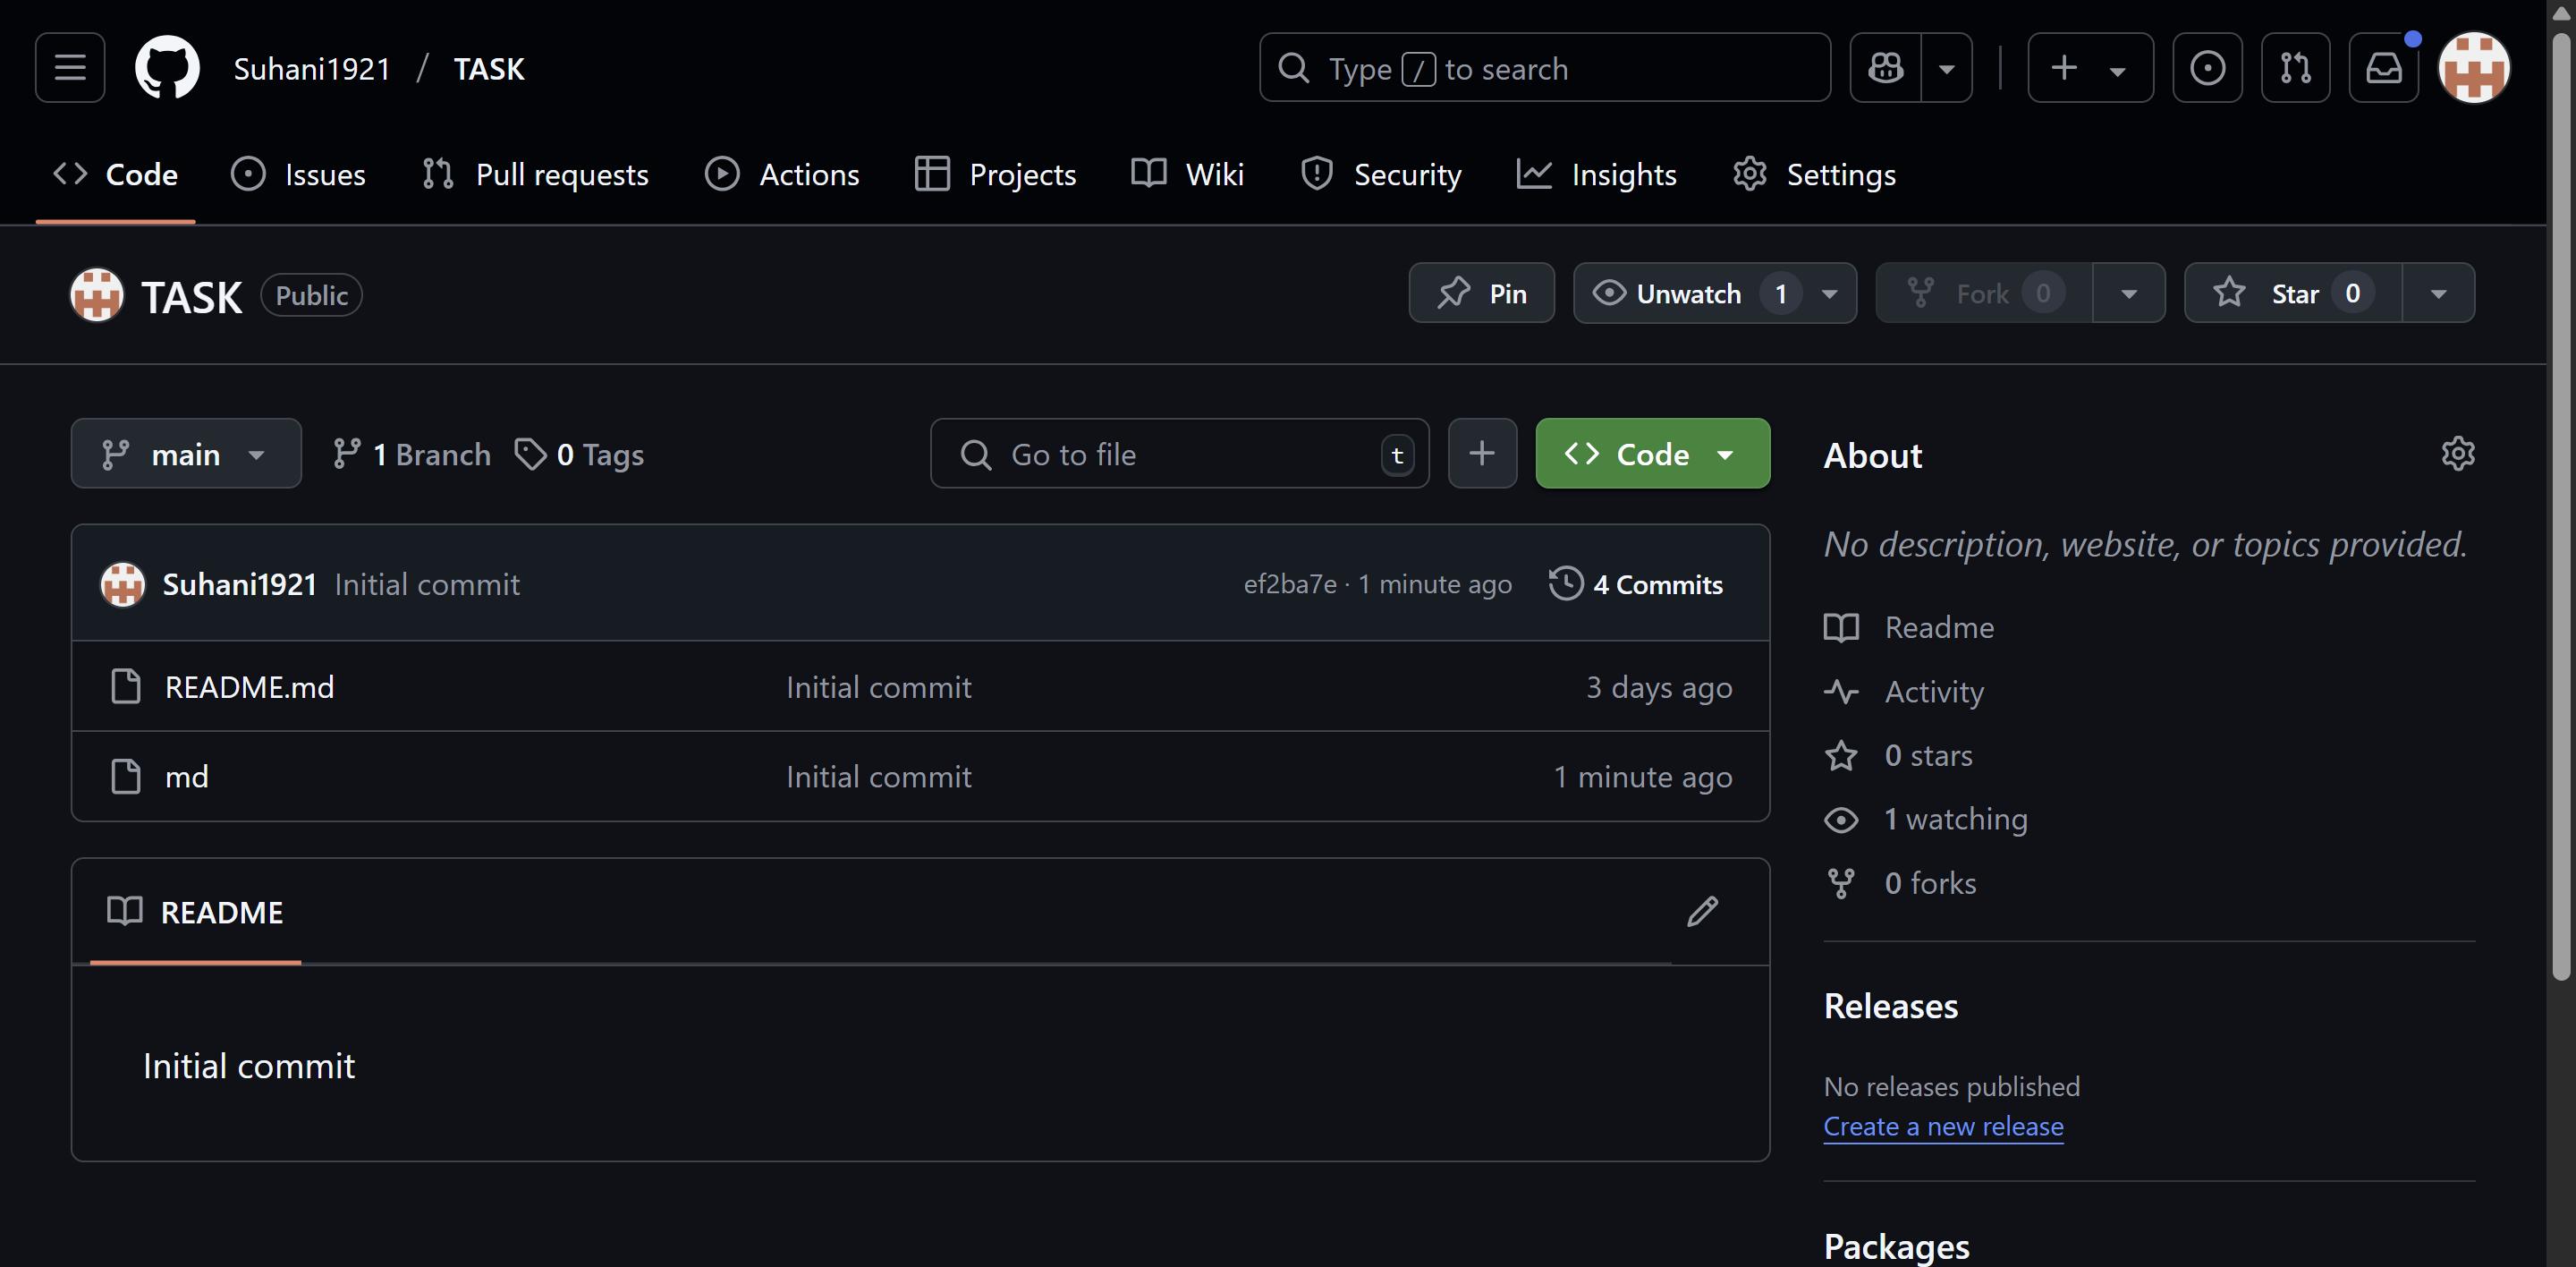 Suhani1921 / TASK
Type / to search
Code
Issues
Pull requests
Actions
Projects
Wiki
Security
Insights
Settings
TASK
Public
Pin
Unwatch 1
Fork 0
Star 0
main
1 Branch
0 Tags
Go to file
t
Code
Suhani1921 Initial commit
ef2ba7e · 1 minute ago
4 Commits
README.md
Initial commit
3 days ago
md
Initial commit
1 minute ago
README
Initial commit
About
No description, website, or topics provided.
Readme
Activity
0 stars
1 watching
0 forks
Releases
No releases published
Create a new release
Packages